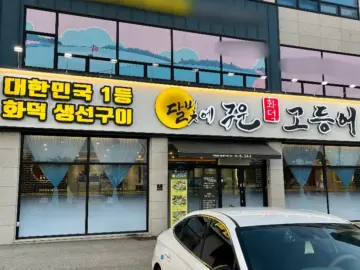 대한민국 1등
화덕 생선구이
달빛에 구운 화덕 고등어